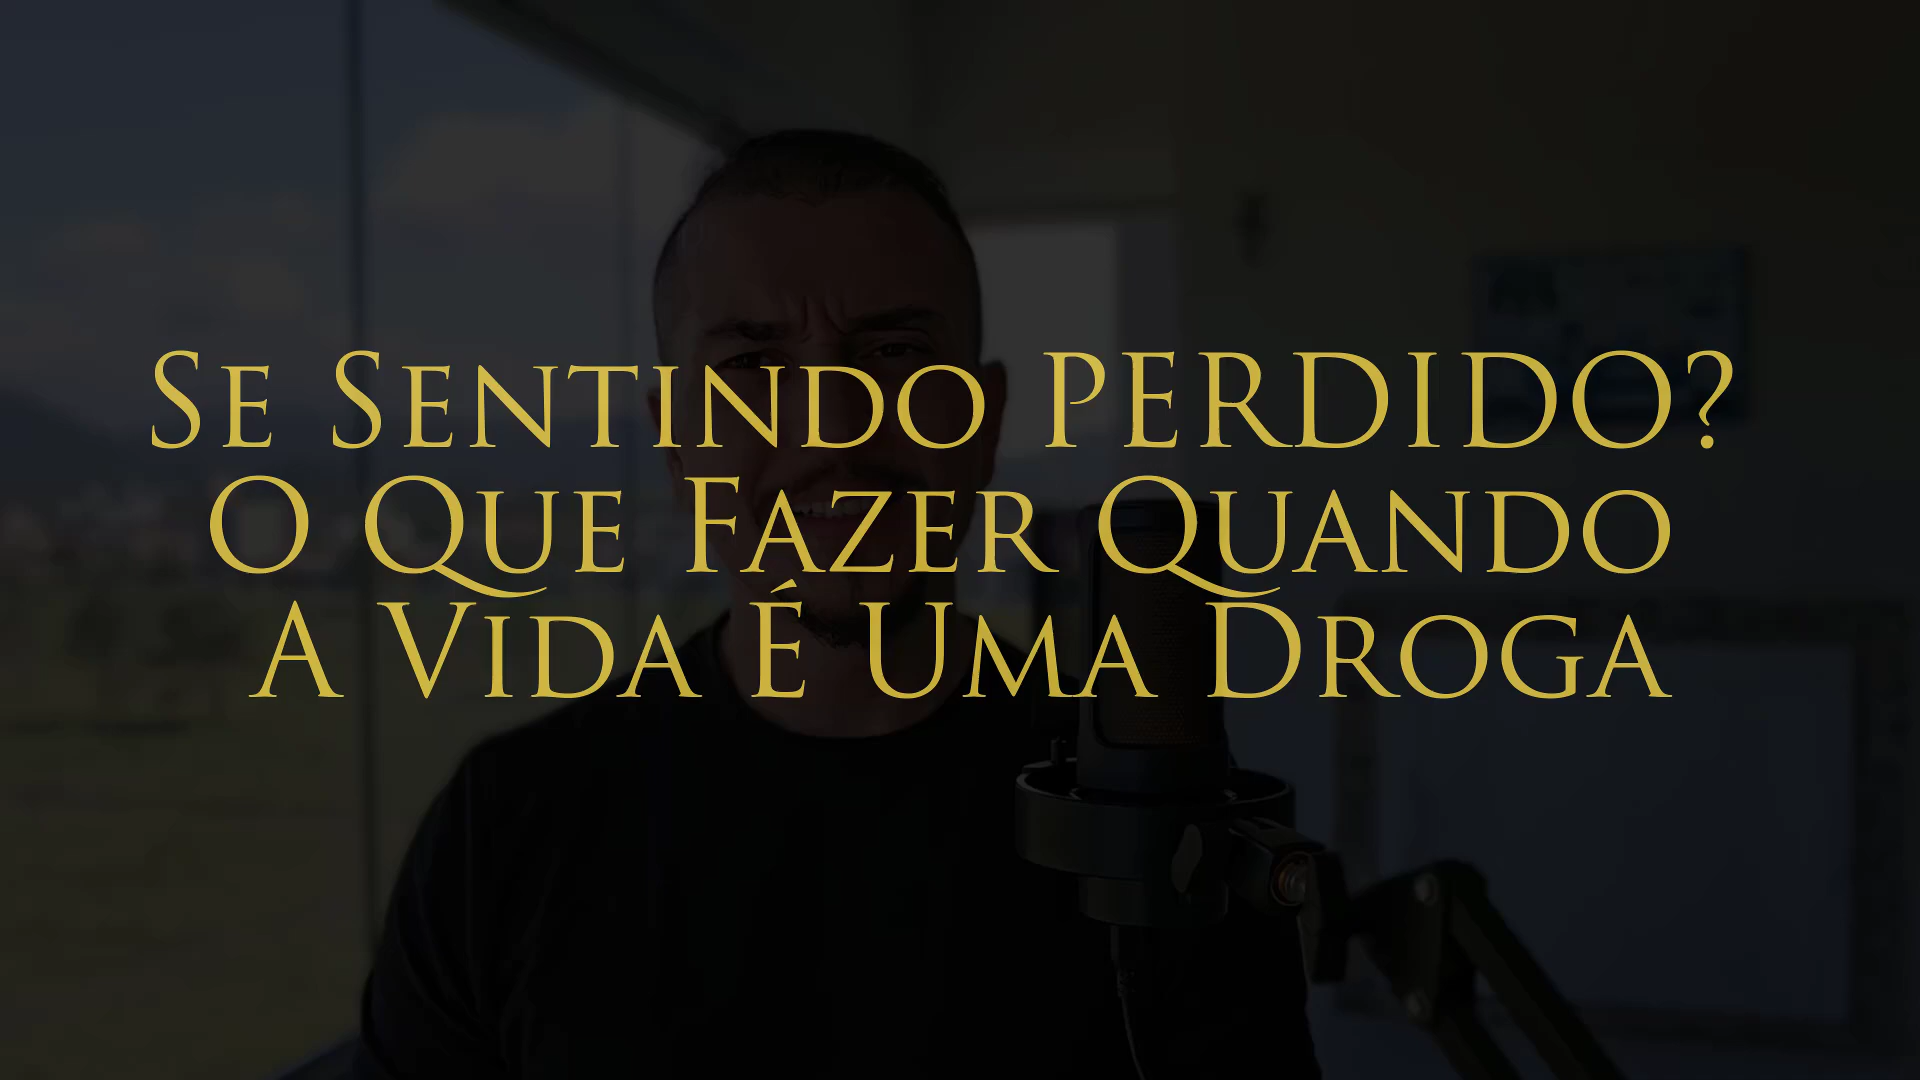 Se Sentindo PERDIDO?
O Que Fazer Quando
A Vida É Uma Droga